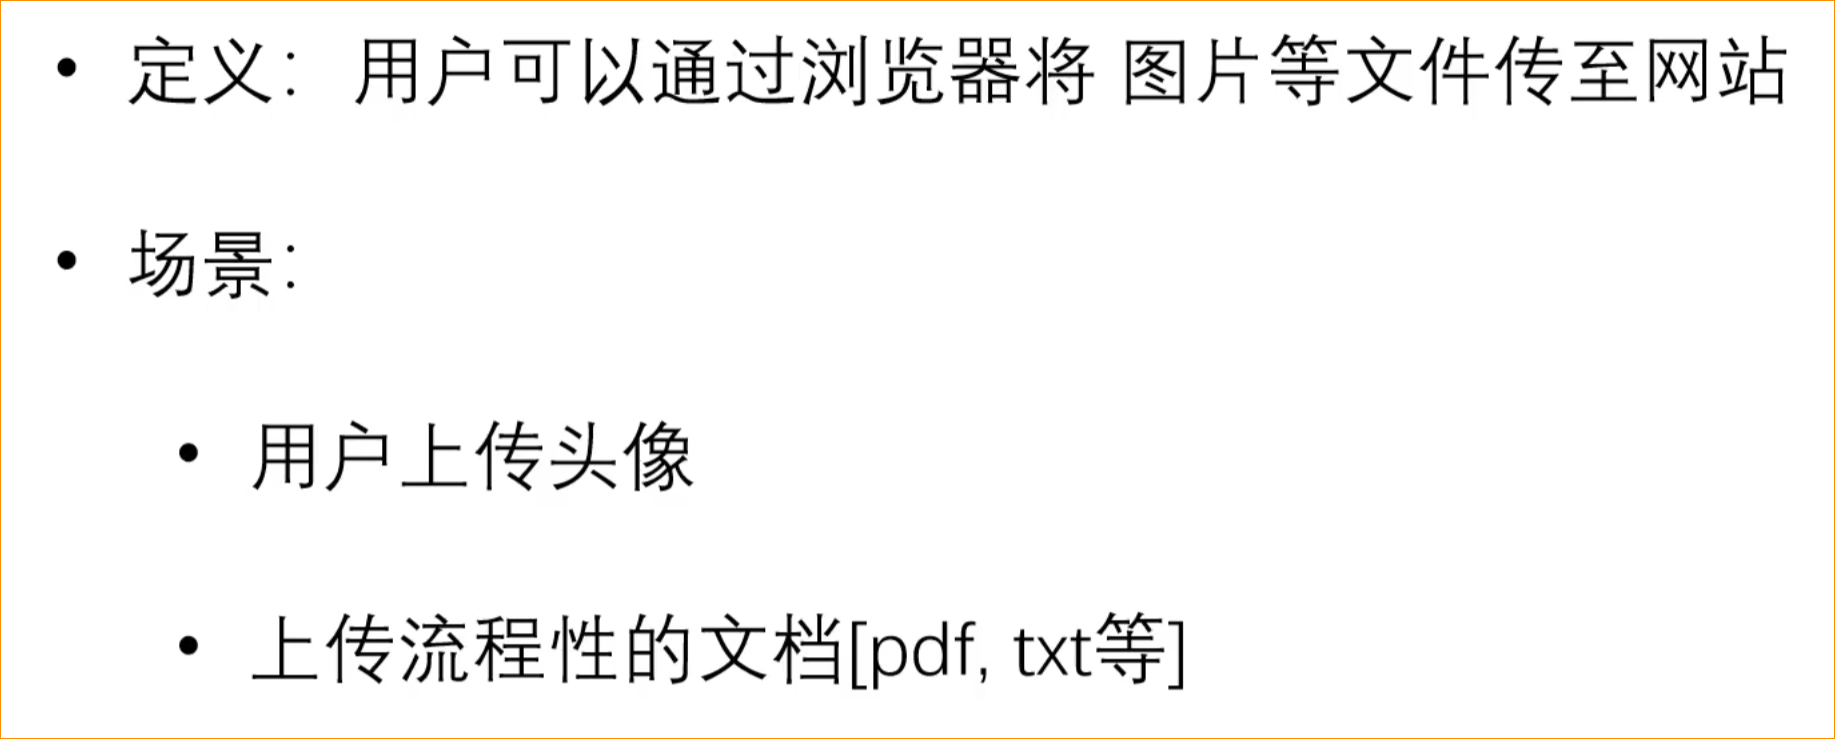 • 定义： 用户可以通过浏览器将 图片等文件传至网站
• 场景：
• 用户上传头像
• 上传流程性的文档[pdf, txt等]